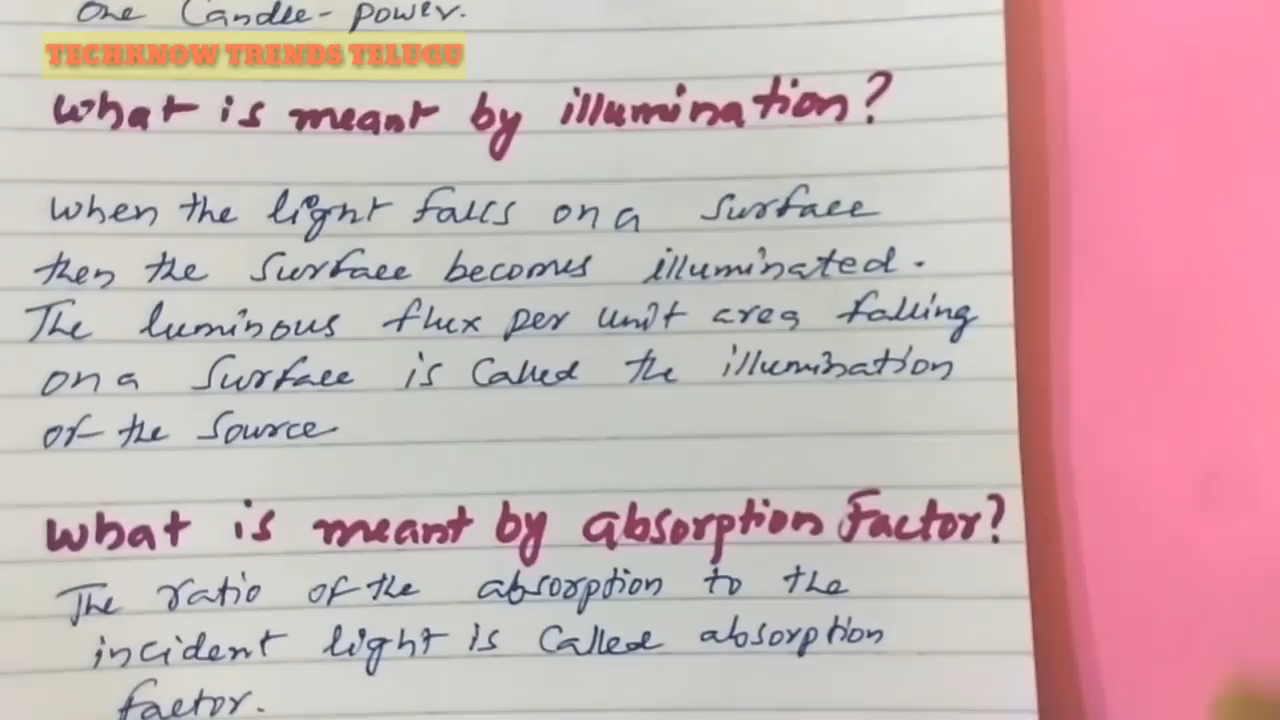 one Candle-power.
TECHKNOW TRENDS TELUGU
What is meant by illumination?
When the light falls on a surface
then the surface becomes illuminated.
The luminous flux per unit area falling
on a surface is called the illumination
of the source
What is meant by absorption Factor?
The ratio of the absorption to the
incident light is called absorption
factor.